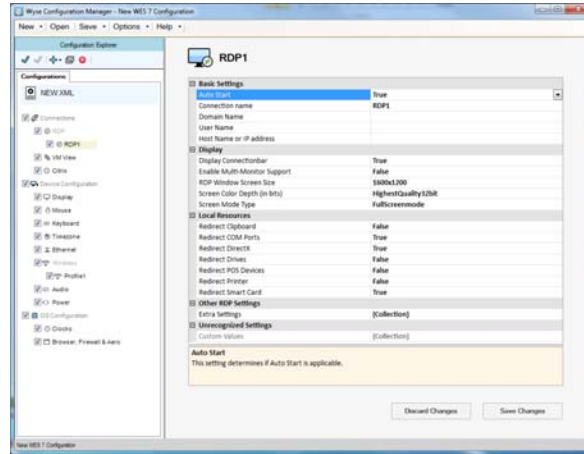 Wyse Configuration Manager - New WES 7 Configuration
New Open Save Options Help
Configuration Explorer
Configurations
NEW XML
Connections
RDP
RDP1
VM View
Citrix
Device Configuration
Display
Mouse
Keyboard
Timezone
Ethernet
Wireless
Profile1
Audio
Power
OS Configuration
Clocks
Browser, Firewall & Aero
RDP1
Basic Settings
Auto Start True
Connection name RDP1
Domain Name
User Name
Host Name or IP address
Display
Display Connectionbar True
Enable Multi-Monitor Support False
RDP Window Screen Size 1600x1200
Screen Color Depth (in bits) HighestQuality32bit
Screen Mode Type FullScreenmode
Local Resources
Redirect Clipboard False
Redirect COM Ports True
Redirect DirectX True
Redirect Drives False
Redirect POS Devices False
Redirect Printer False
Redirect Smart Card True
Other RDP Settings
Extra Settings (Collection)
Unrecognized Settings
Custom Values (Collection)
Auto Start
This setting determines if Auto Start is applicable.
Discard Changes Save Changes
New WES 7 Configuration